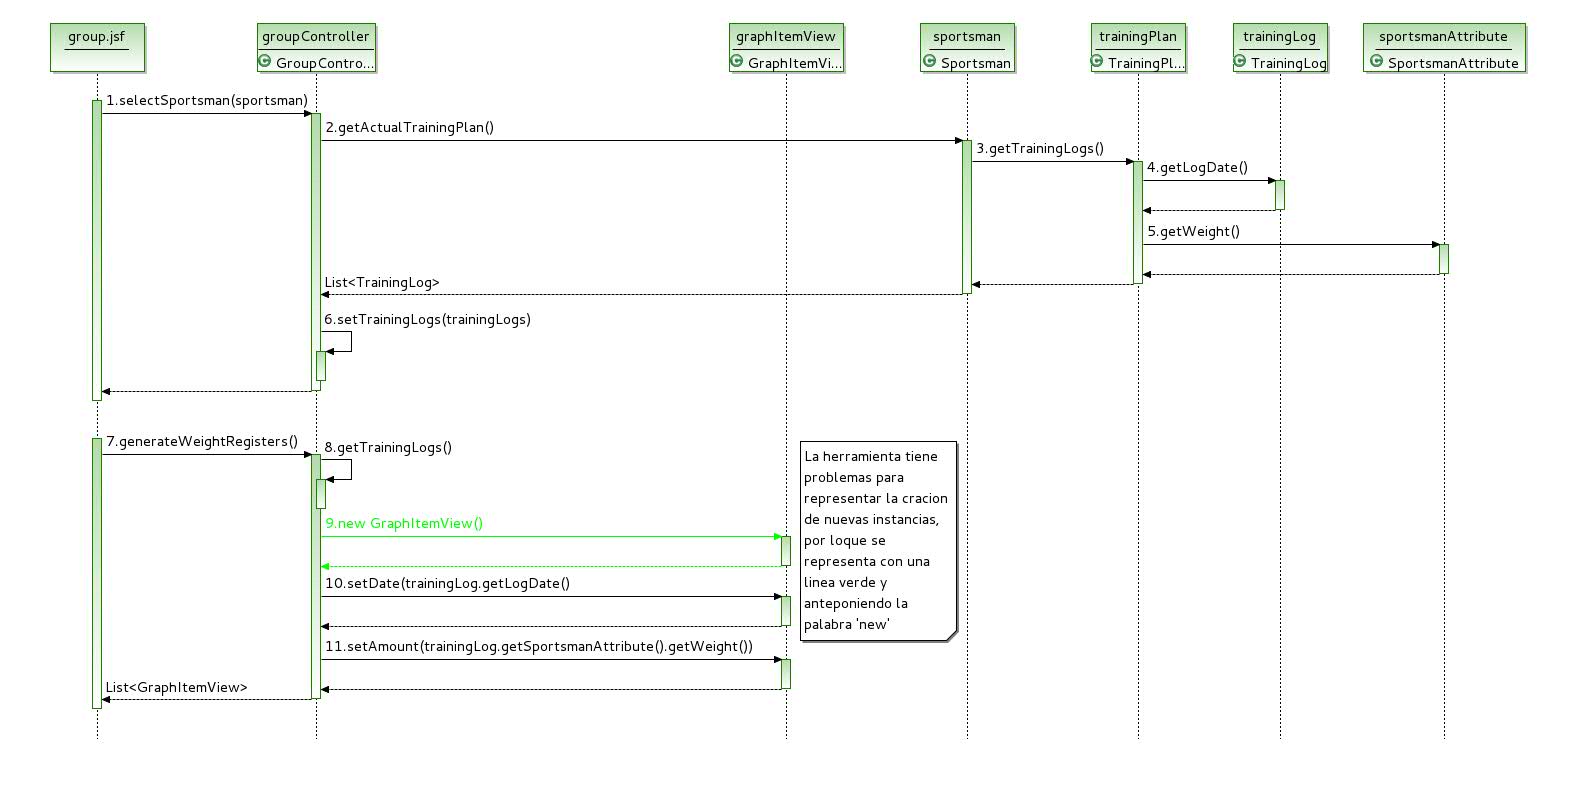 group.jsf
groupController
GroupContro...
graphItemView
GraphItemVi...
sportsman
Sportsman
trainingPlan
TrainingPl...
trainingLog
TrainingLog
sportsmanAttribute
SportsmanAttribute
1.selectSportsman(sportsman)
2.getActualTrainingPlan()
3.getTrainingLogs()
4.getLogDate()
5.getWeight()
List<TrainingLog>
6.setTrainingLogs(trainingLogs)
7.generateWeightRegisters()
8.getTrainingLogs()
9.new GraphItemView()
10.setDate(trainingLog.getLogDate()
11.setAmount(trainingLog.getSportsmanAttribute().getWeight())
List<GraphItemView>
La herramienta tiene
problemas para
representar la cracion
de nuevas instancias,
por loque se
representa con una
linea verde y
anteponiendo la
palabra 'new'